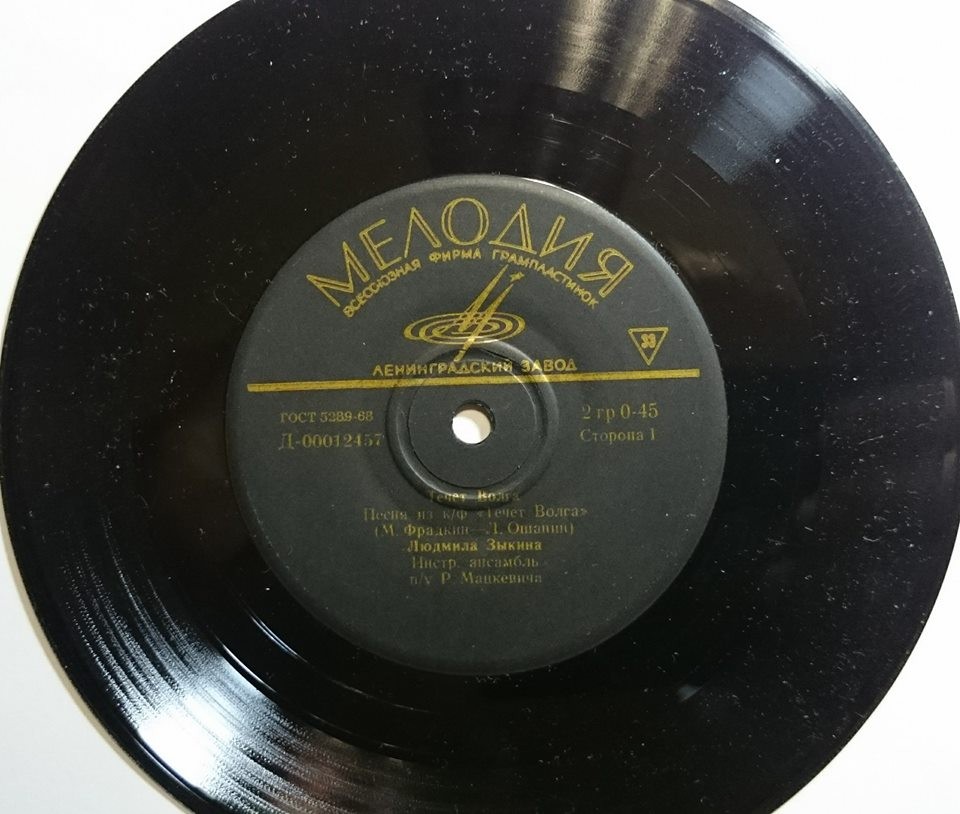 МЕЛОДИЯ
ВСЕСОЮЗНАЯ ФИРМА ГРАМПЛАСТИНОК
33
ЛЕНИНГРАДСКИЙ ЗАВОД
ГОСТ 5289-68
2 гр 0-45
Д-00012457
Сторона 1
Течет Волга
Песня из к/ф «Течет Волга»
(М. Фрадкин—Л. Ошанин)
Людмила Зыкина
Инстр. ансамбль
п/у Р. Мацкевича